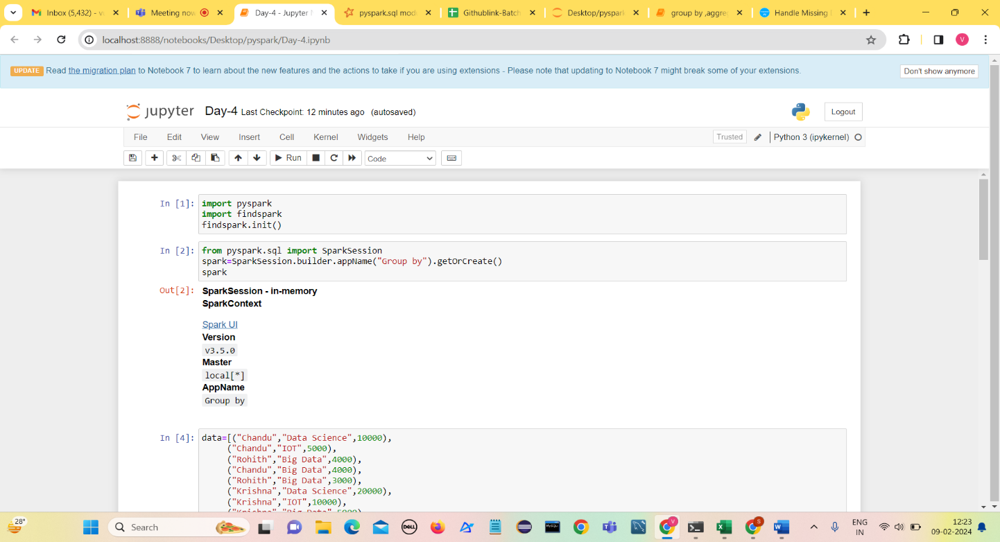 Inbox (5,432) - v
Meeting now
Day-4 - Jupyter N
pyspark.sql mod
Githublink-Batch
Desktop/pyspark
group by ,aggreg
Handle Missing
localhost:8888/notebooks/Desktop/pyspark/Day-4.ipynb
V
UPDATE Read the migration plan to Notebook 7 to learn about the new features and the actions to take if you are using extensions - Please note that updating to Notebook 7 might break some of your extensions.
Don't show anymore
jupyter Day-4 Last Checkpoint: 12 minutes ago (autosaved)
Logout
File Edit View Insert Cell Kernel Widgets Help
Trusted Python 3 (ipykernel)
Run Code
In [1]: import pyspark
import findspark
findspark.init()
In [2]: from pyspark.sql import SparkSession
spark=SparkSession.builder.appName("Group by").getOrCreate()
spark
Out[2]: SparkSession - in-memory
SparkContext
Spark UI
Version
v3.5.0
Master
local[*]
AppName
Group by
In [4]: data=[("Chandu","Data Science",10000),
("Chandu","IOT",5000),
("Rohith","Big Data",4000),
("Chandu","Big Data",4000),
("Rohith","Big Data",3000),
("Krishna","Data Science",20000),
("Krishna","IOT",10000),
("Krishna","Big Data",5000)
28°
Search
DELL
MySQL
V
S
ENG
IN
12:23
09-02-2024